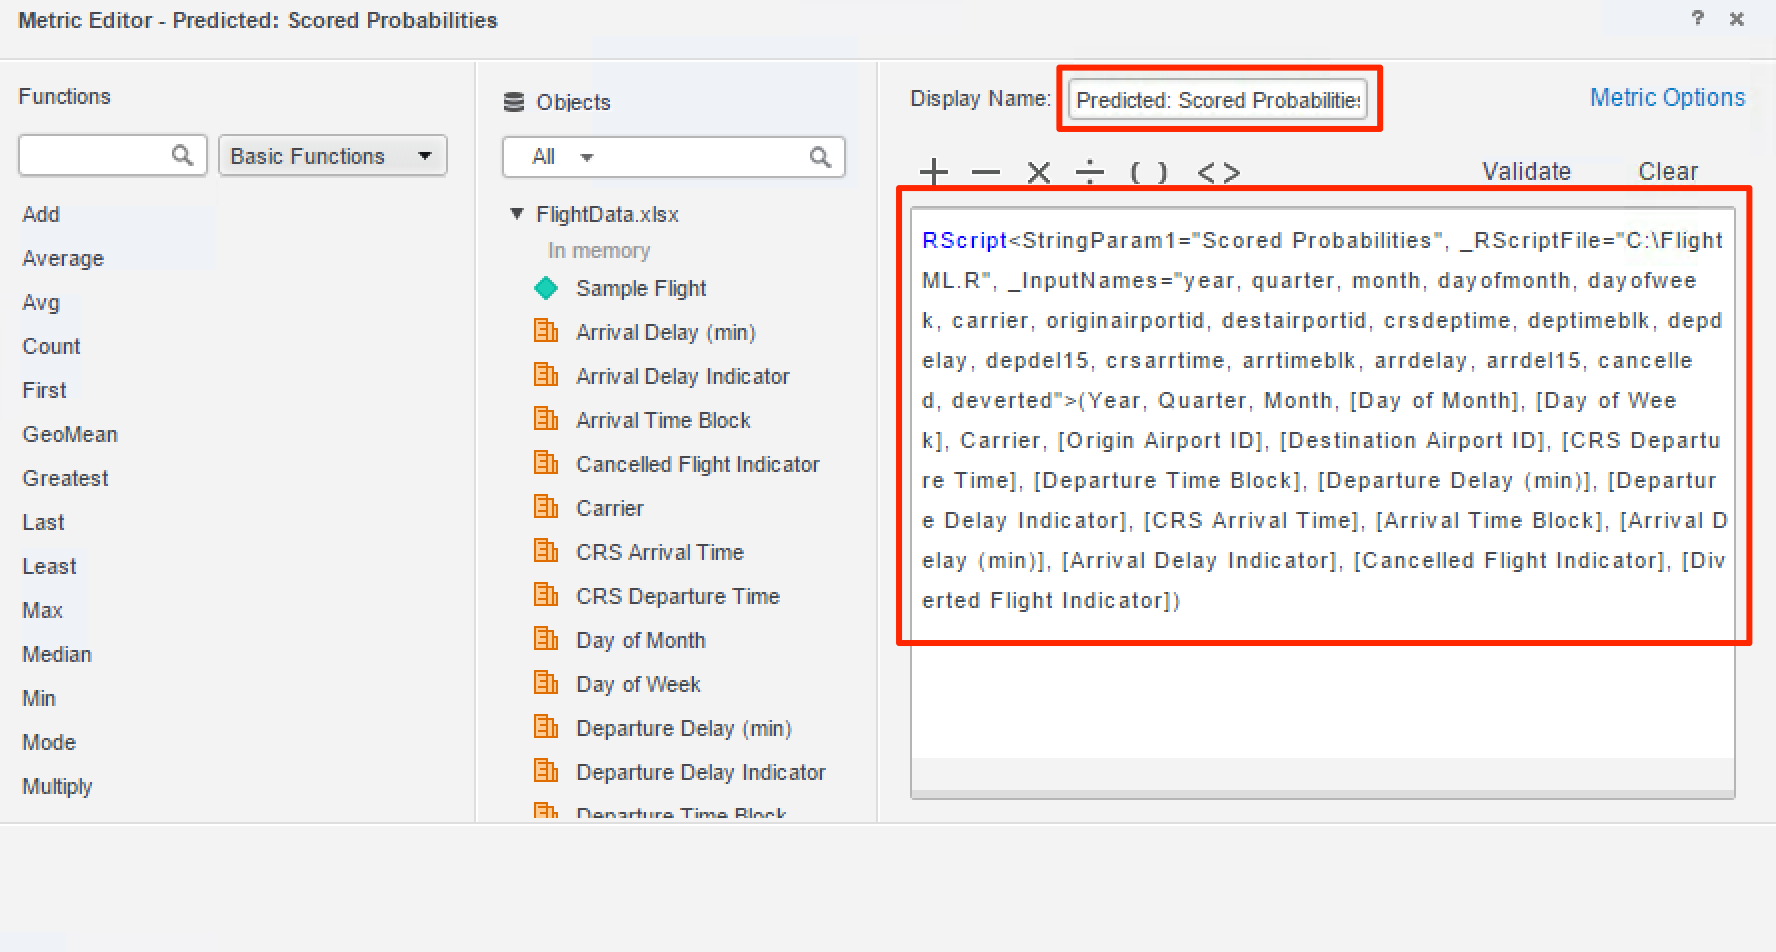 Metric Editor - Predicted: Scored Probabilities
? ×
Functions
Basic Functions
Add
Average
Avg
Count
First
GeoMean
Greatest
Last
Least
Max
Median
Min
Mode
Multiply
Objects
All
FlightData.xlsx
In memory
Sample Flight
Arrival Delay (min)
Arrival Delay Indicator
Arrival Time Block
Cancelled Flight Indicator
Carrier
CRS Arrival Time
CRS Departure Time
Day of Month
Day of Week
Departure Delay (min)
Departure Delay Indicator
Departure Time Block
Display Name: Predicted: Scored Probabilities
Metric Options
+ − × ÷ ( ) < >
Validate Clear
RScript<StringParam1="Scored Probabilities", _RScriptFile="C:\Flight
ML.R", _InputNames="year, quarter, month, dayofmonth, dayofwee
k, carrier, originairportid, destairportid, crsdeptime, deptimeblk, depd
elay, depdel15, crsarrtime, arrtimeblk, arrdelay, arrdel15, cancelle
d, deverted">(Year, Quarter, Month, [Day of Month], [Day of Wee
k], Carrier, [Origin Airport ID], [Destination Airport ID], [CRS Departu
re Time], [Departure Time Block], [Departure Delay (min)], [Departur
e Delay Indicator], [CRS Arrival Time], [Arrival Time Block], [Arrival D
elay (min)], [Arrival Delay Indicator], [Cancelled Flight Indicator], [Div
erted Flight Indicator])